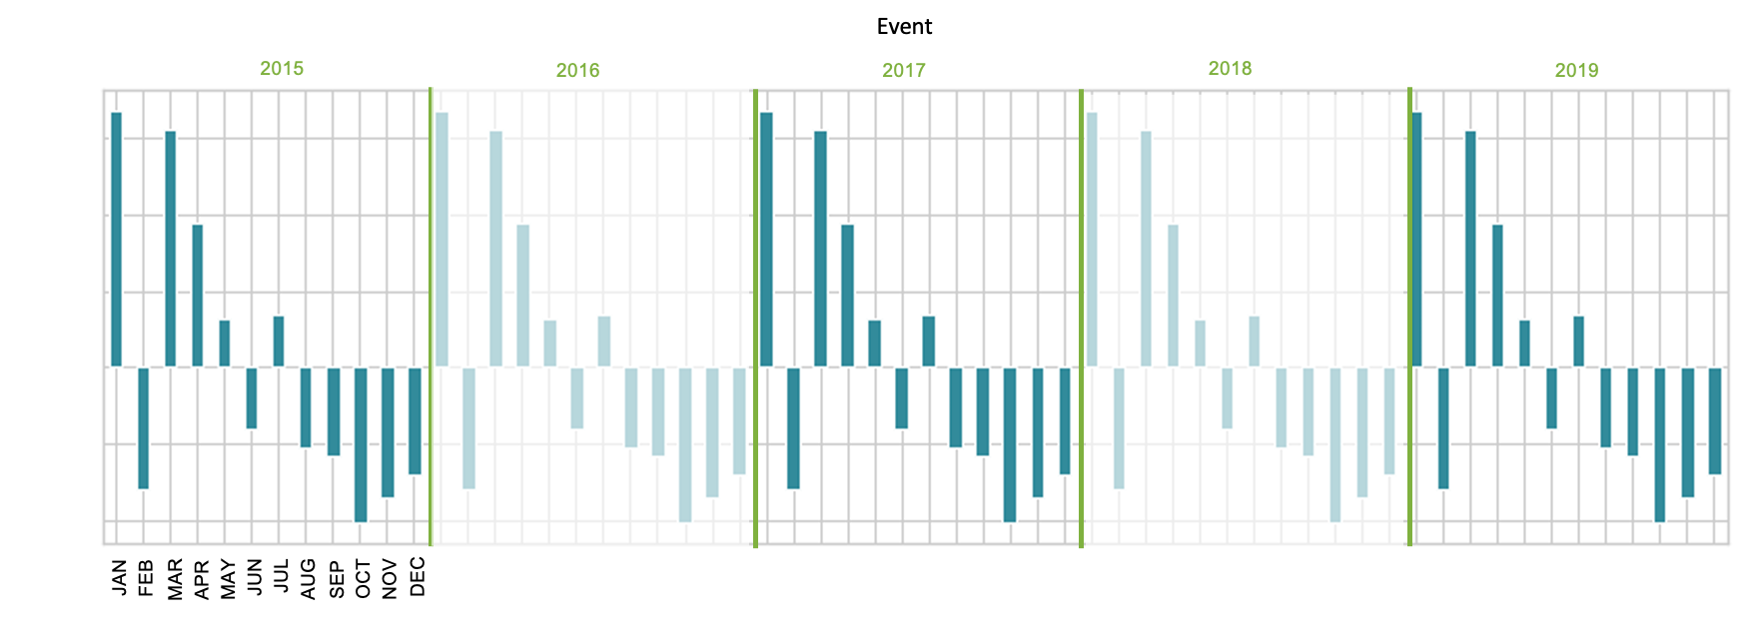 Event
2015 2016 2017 2018 2019
JAN FEB MAR APR MAY JUN JUL AUG SEP OCT NOV DEC